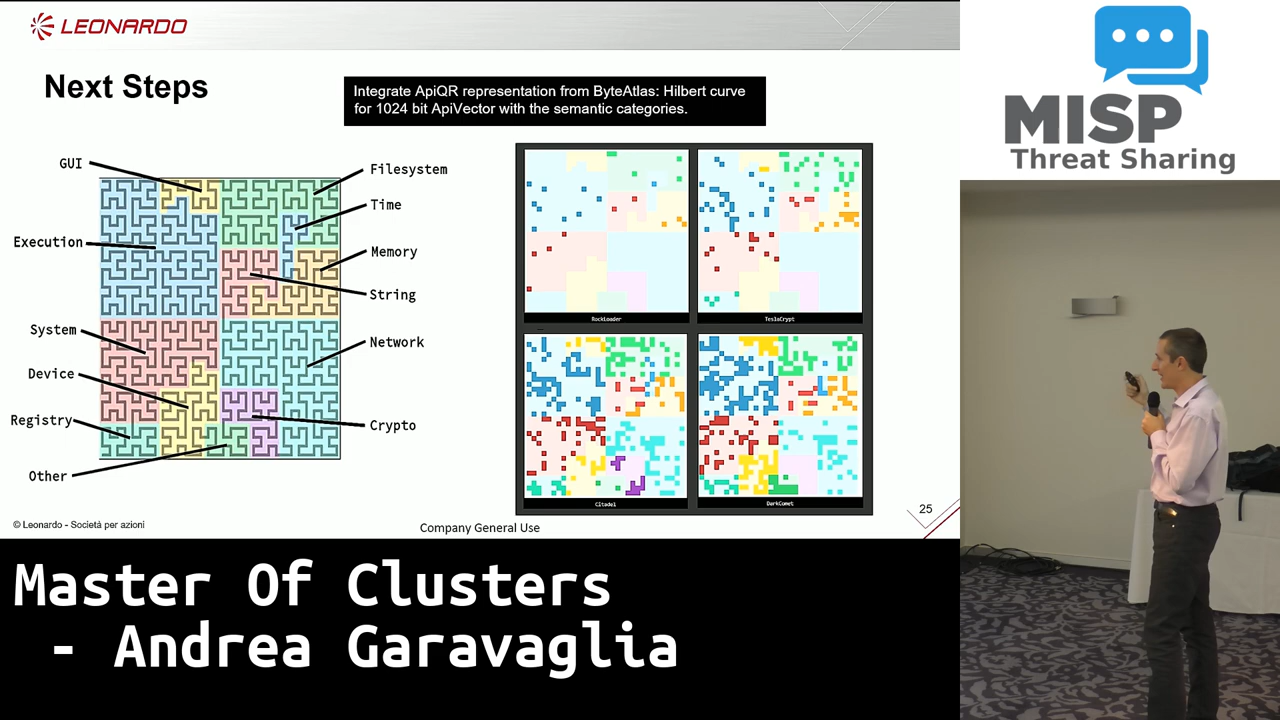 LEONARDO
Next Steps
Integrate ApiQR representation from ByteAtlas: Hilbert curve
for 1024 bit ApiVector with the semantic categories.
GUI
Execution
System
Device
Registry
Other
Filesystem
Time
Memory
String
Network
Crypto
RockLoader
TeslaCrypt
Citadel
DarkComet
© Leonardo - Società per azioni
Company General Use
25
MISP
Threat Sharing
Master Of Clusters
- Andrea Garavaglia